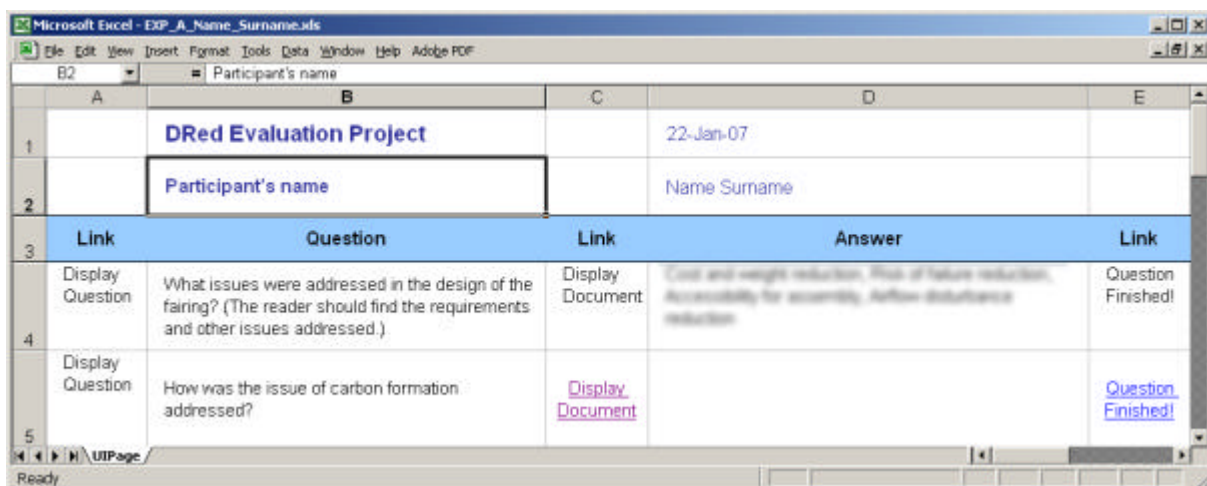 Microsoft Excel - EXP_A_Name_Surname.xls
File Edit View Insert Format Tools Data Window Help Adobe PDF
B2 = Participant's name
A B C D E
1 DRed Evaluation Project 22-Jan-07
2 Participant's name Name Surname
3 Link Question Link Answer Link
Display Display Question
Question What issues were addressed in the design of the Document Finished!
fairing? (The reader should find the requirements
and other issues addressed.)
4
Display
Question
How was the issue of carbon formation Display Question
addressed? Document Finished!
5
UIPage
Ready